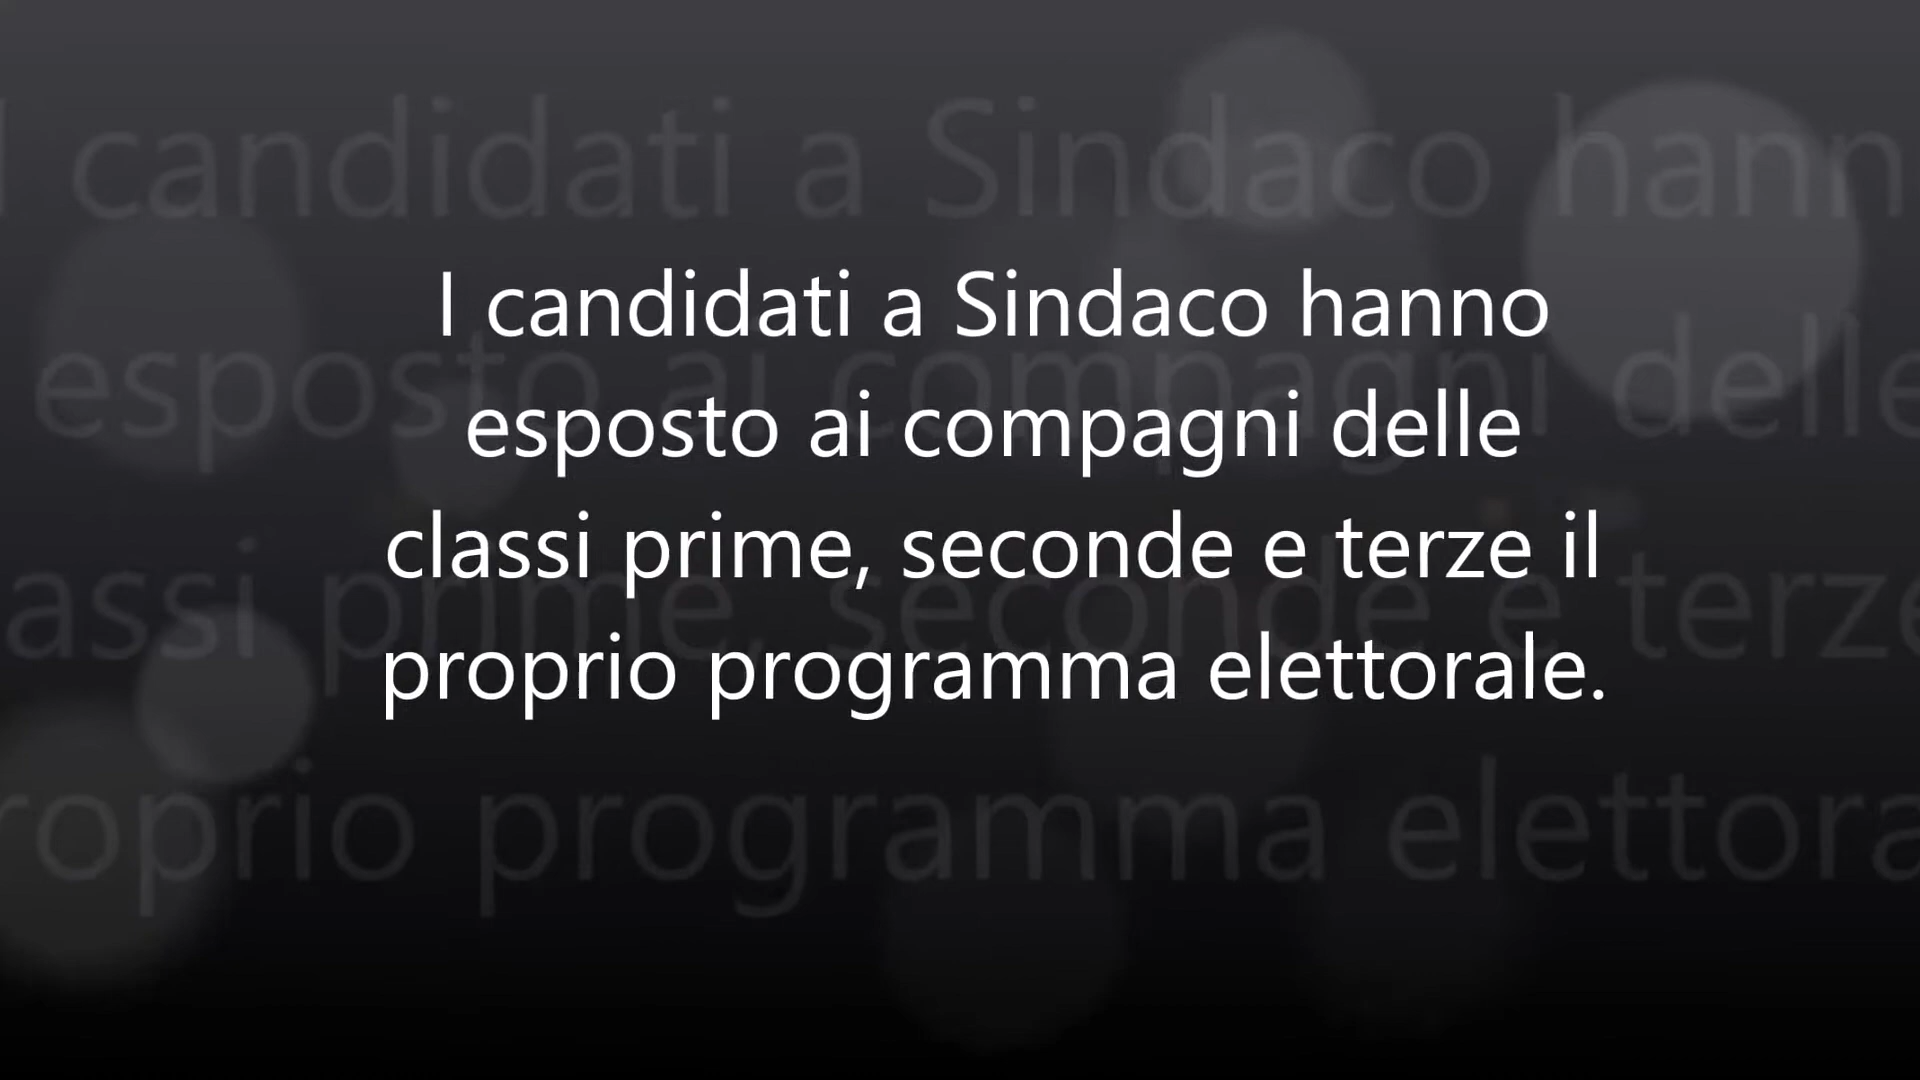 I candidati a Sindaco hanno
esposto ai compagni delle
classi prime, seconde e terze il
proprio programma elettorale.